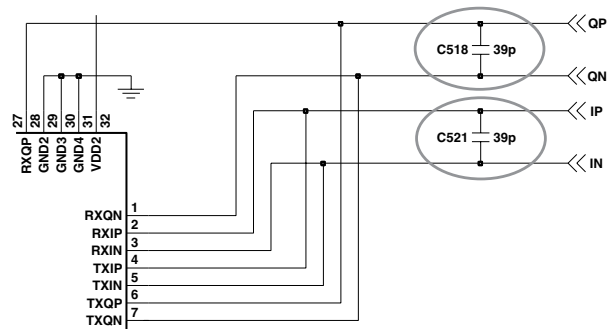 QP
C518 39p
QN
IP
C521 39p
IN
27 28 29 30 31 32
RXQP GND2 GND3 GND4 VDD2
RXQN 1
RXIP 2
RXIN 3
TXIP 4
TXIN 5
TXQP 6
TXQN 7